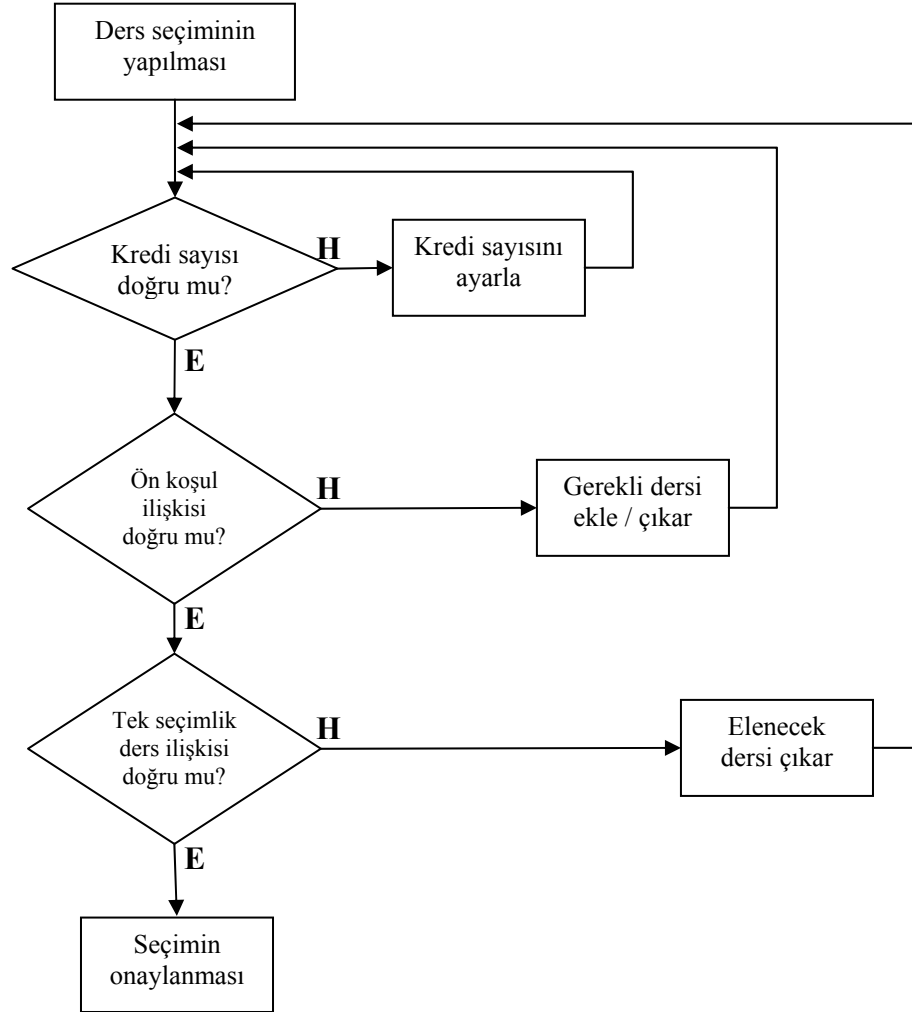 Ders seçiminin
yapılması
Kredi sayısı
doğru mu?
H
Kredi sayısını
ayarla
E
Ön koşul
ilişkisi
doğru mu?
H
Gerekli dersi
ekle / çıkar
E
Tek seçimlik
ders ilişkisi
doğru mu?
H
Elenecek
dersi çıkar
E
Seçimin
onaylanması